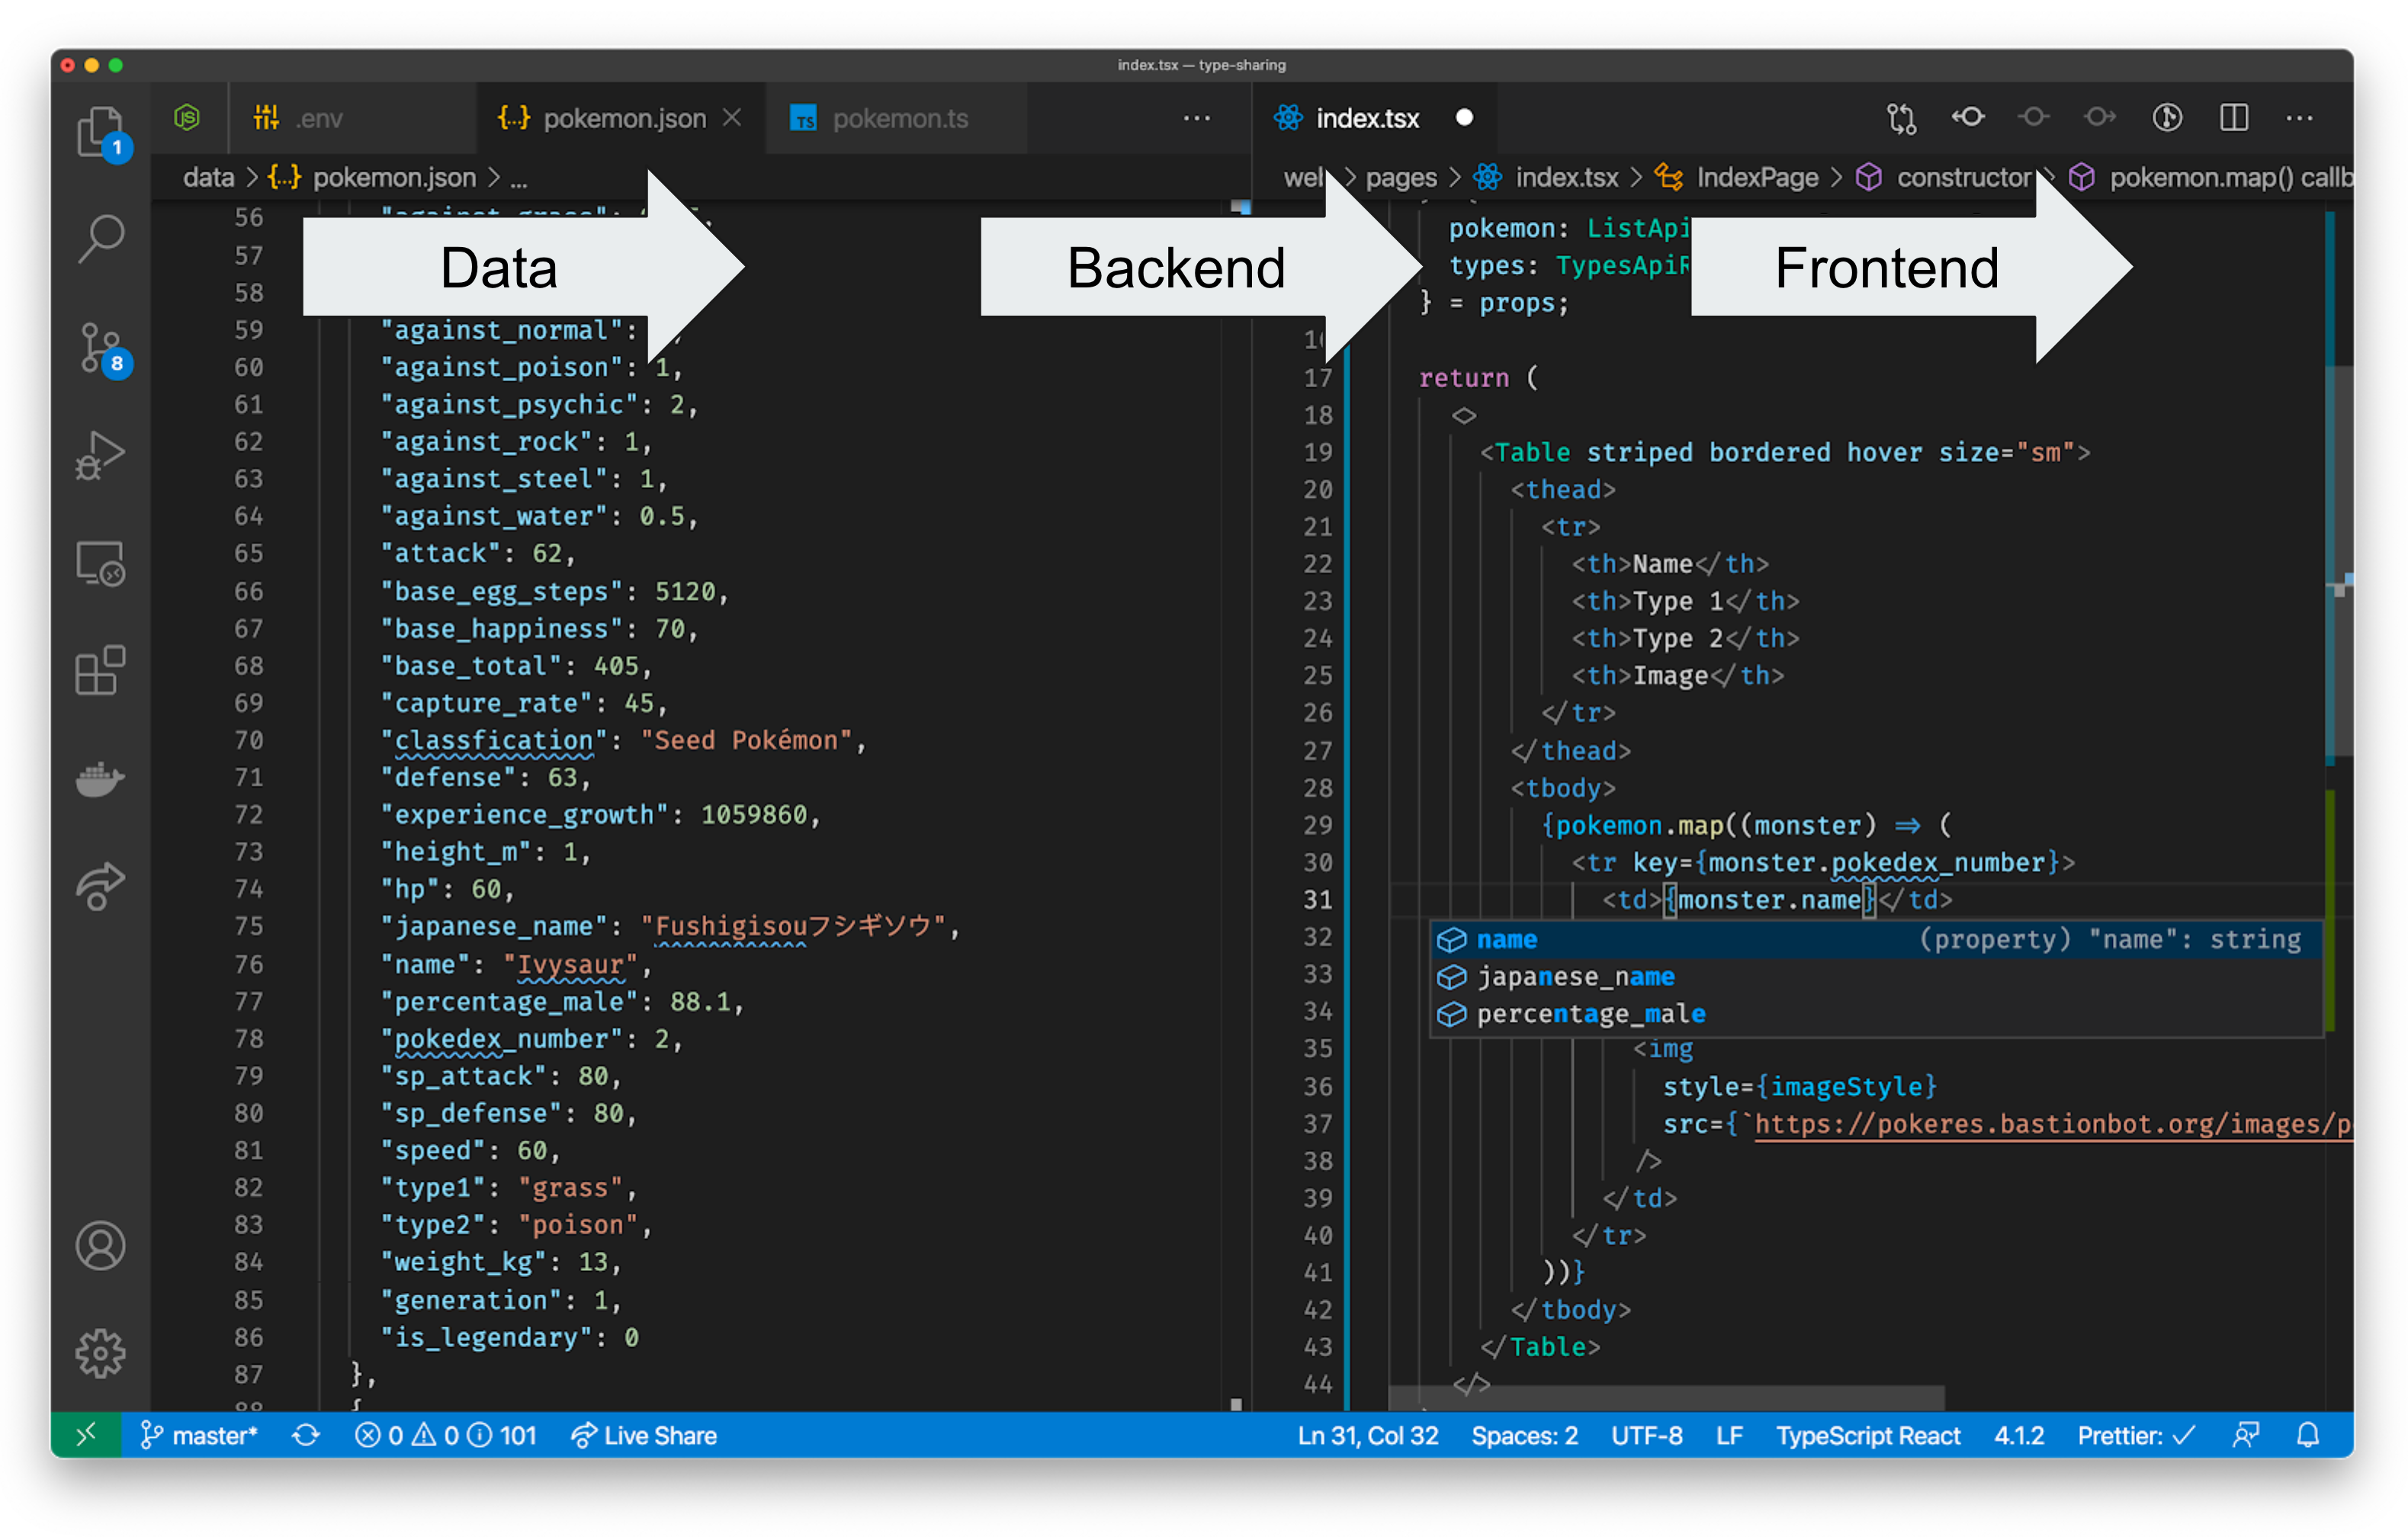 index.tsx — type-sharing
.env
pokemon.json
pokemon.ts
index.tsx
data > {..} pokemon.json > ...
web > pages > index.tsx > IndexPage > constructor > pokemon.map() callb
Data
Backend
Frontend
1
8
56 "against_grass":
57
58
59 "against_normal":
60 "against_poison": 1,
61 "against_psychic": 2,
62 "against_rock": 1,
63 "against_steel": 1,
64 "against_water": 0.5,
65 "attack": 62,
66 "base_egg_steps": 5120,
67 "base_happiness": 70,
68 "base_total": 405,
69 "capture_rate": 45,
70 "classfication": "Seed Pokémon",
71 "defense": 63,
72 "experience_growth": 1059860,
73 "height_m": 1,
74 "hp": 60,
75 "japanese_name": "Fushigisouフシギソウ",
76 "name": "Ivysaur",
77 "percentage_male": 88.1,
78 "pokedex_number": 2,
79 "sp_attack": 80,
80 "sp_defense": 80,
81 "speed": 60,
82 "type1": "grass",
83 "type2": "poison",
84 "weight_kg": 13,
85 "generation": 1,
86 "is_legendary": 0
87 },
88 {
pokemon: ListApi
types: TypesApiR
} = props;
16
17 return (
18 <>
19 <Table striped bordered hover size="sm">
20 <thead>
21 <tr>
22 <th>Name</th>
23 <th>Type 1</th>
24 <th>Type 2</th>
25 <th>Image</th>
26 </tr>
27 </thead>
28 <tbody>
29 {pokemon.map((monster) => (
30 <tr key={monster.pokedex_number}>
31 <td>{monster.name}</td>
32
33
34
name (property) "name": string
japanese_name
percentage_male
35 <img
36 style={imageStyle}
37 src={`https://pokeres.bastionbot.org/images/p
38 />
39 </td>
40 </tr>
41 ))}
42 </tbody>
43 </Table>
44 </>
master* 0 0 101 Live Share
Ln 31, Col 32 Spaces: 2 UTF-8 LF TypeScript React 4.1.2 Prettier: ✓